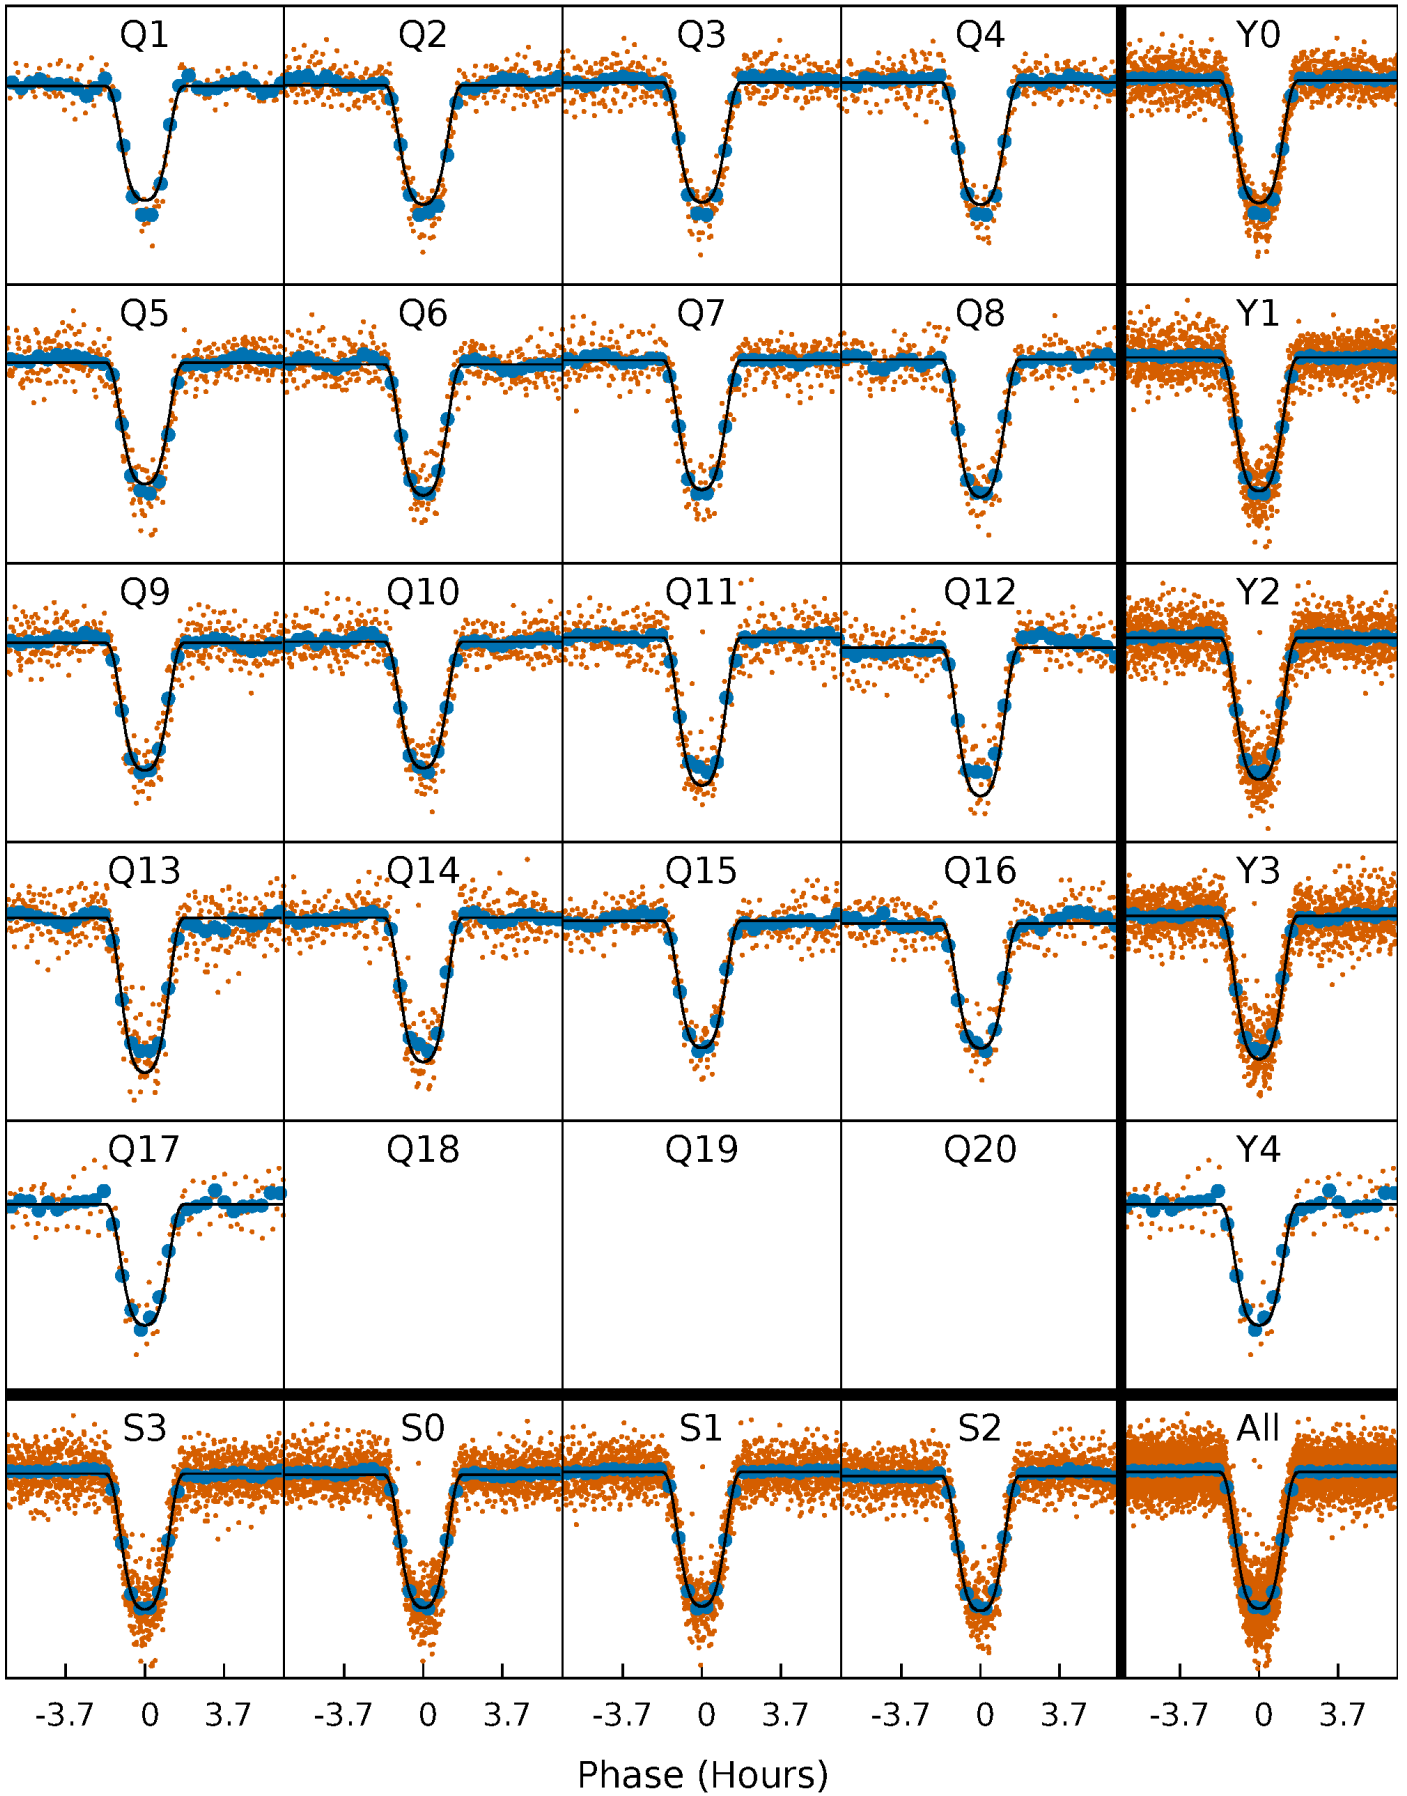 Q1 Q2 Q3 Q4 Y0
Q5 Q6 Q7 Q8 Y1
Q9 Q10 Q11 Q12 Y2
Q13 Q14 Q15 Q16 Y3
Q17 Q18 Q19 Q20 Y4
S3 S0 S1 S2 All
-3.7 0 3.7 -3.7 0 3.7 -3.7 0 3.7 -3.7 0 3.7 -3.7 0 3.7
Phase (Hours)